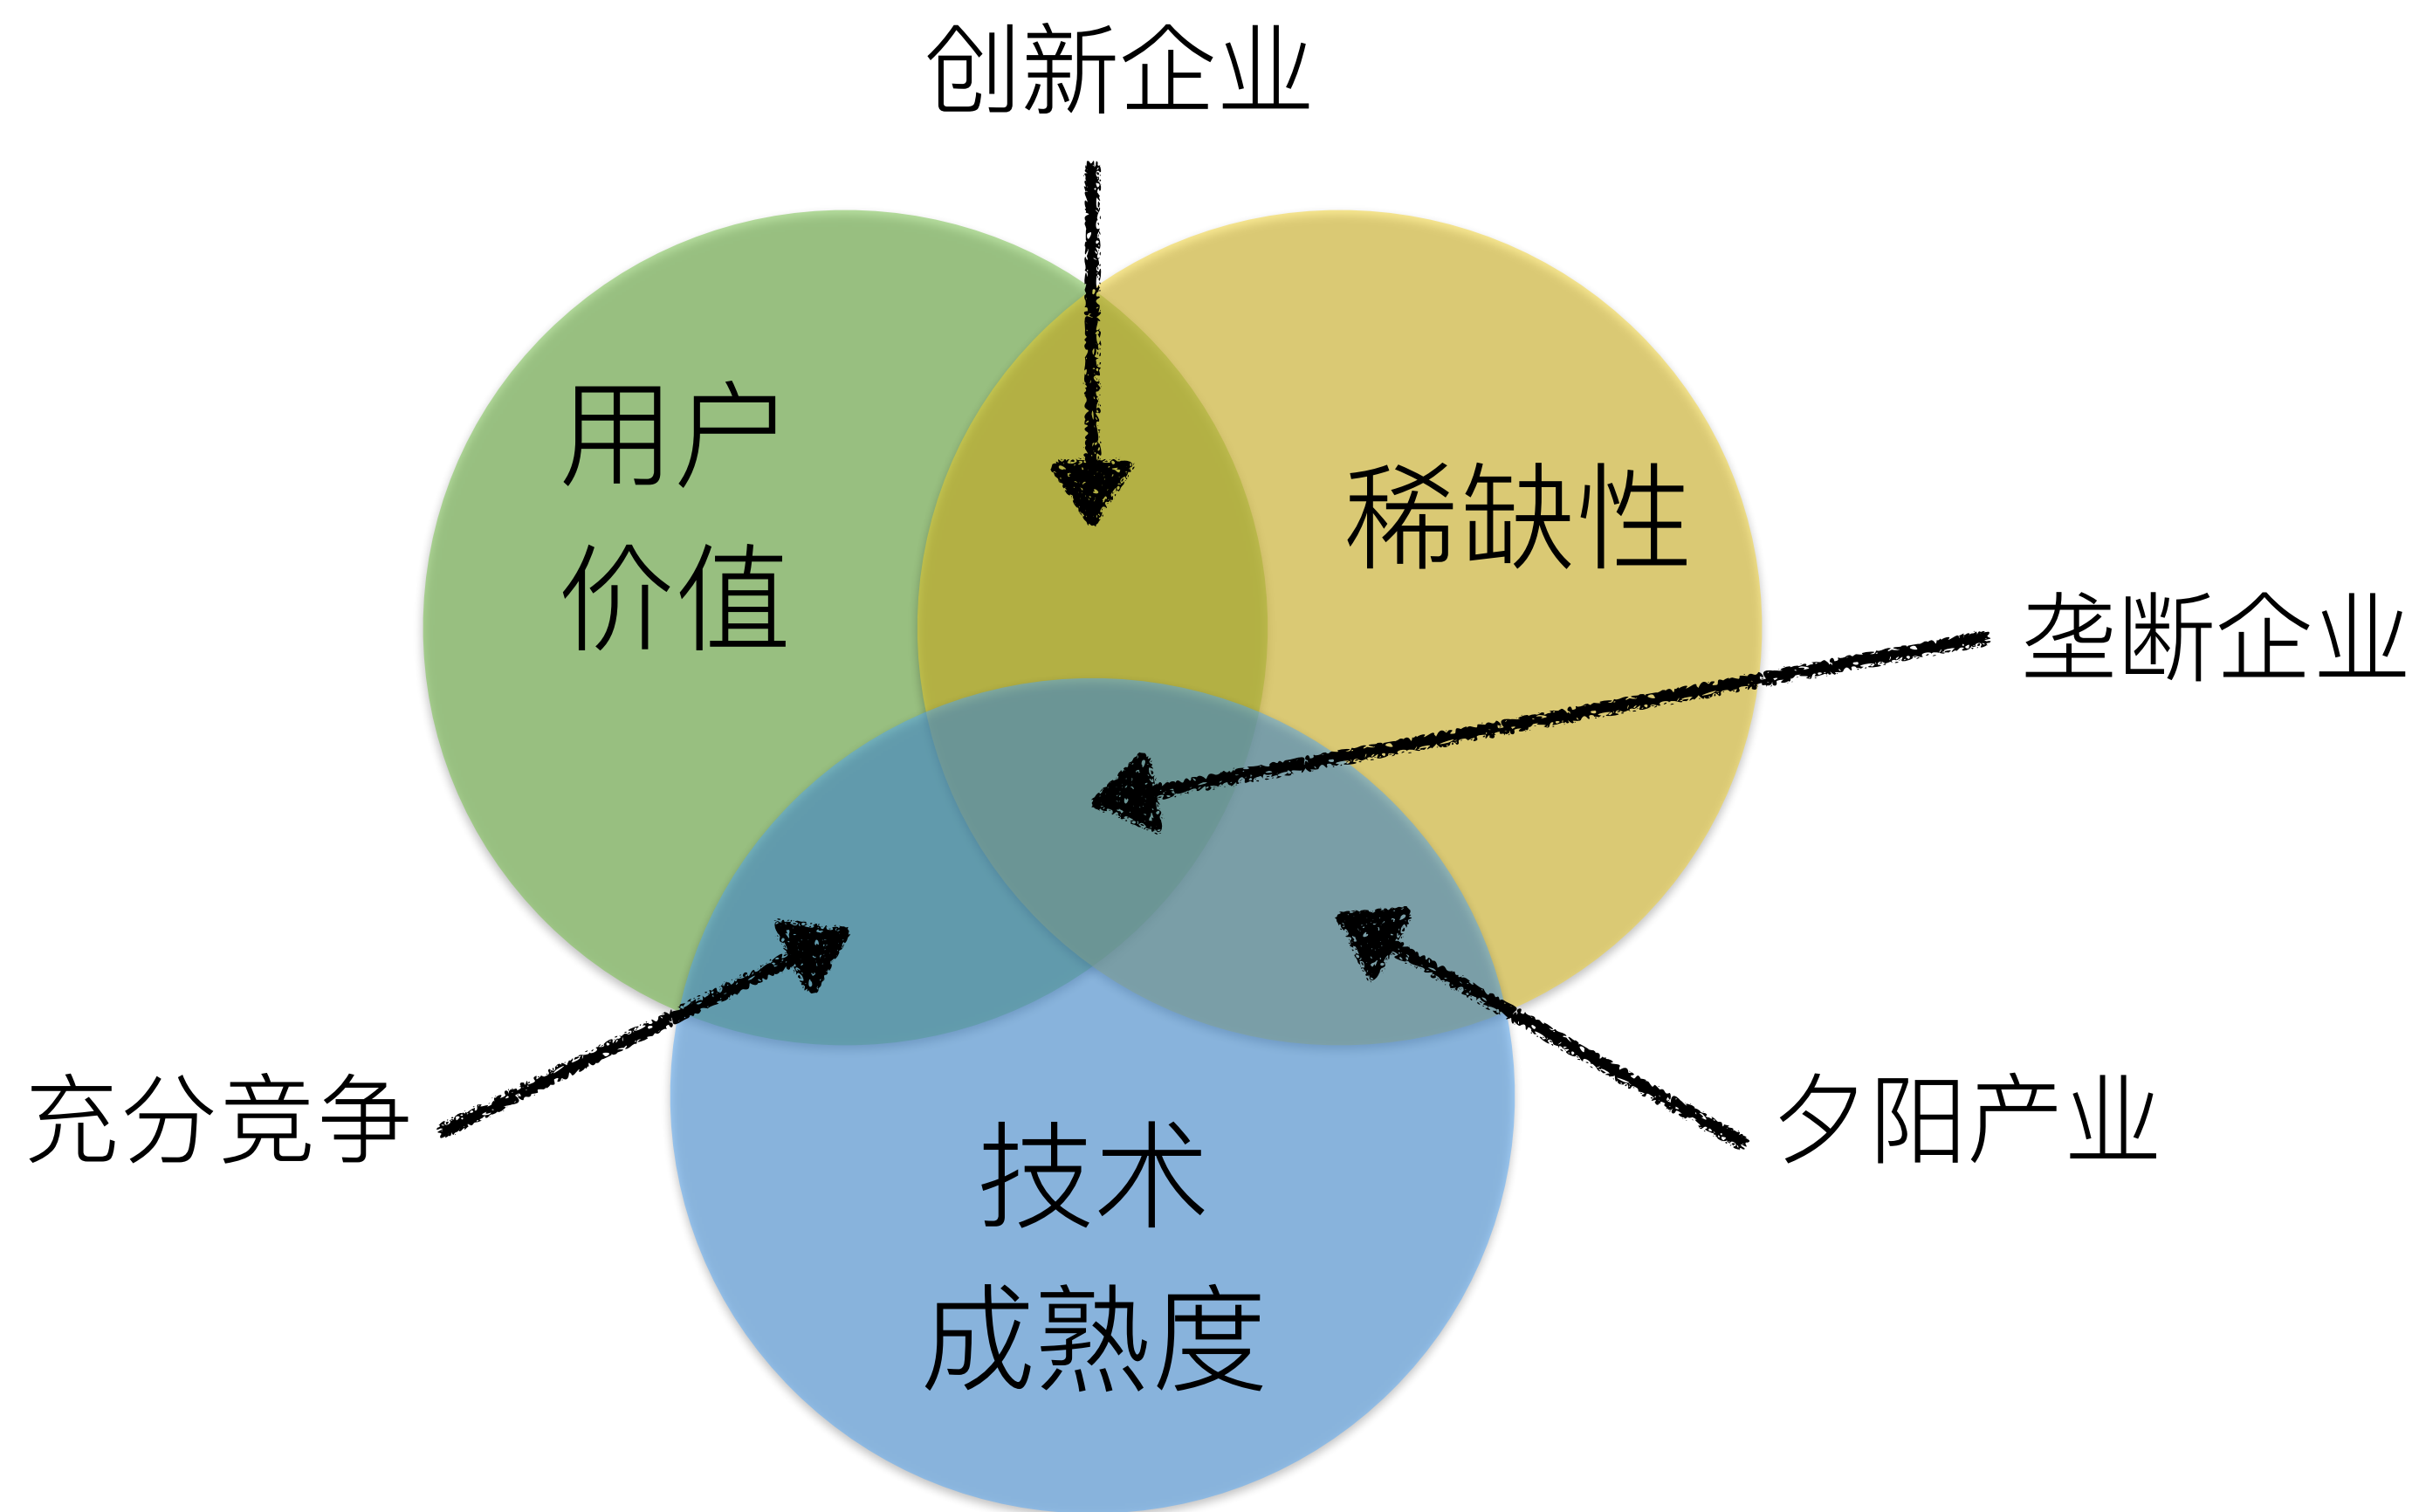 创新企业
用户
价值
稀缺性
垄断企业
充分竞争
夕阳产业
技术
成熟度